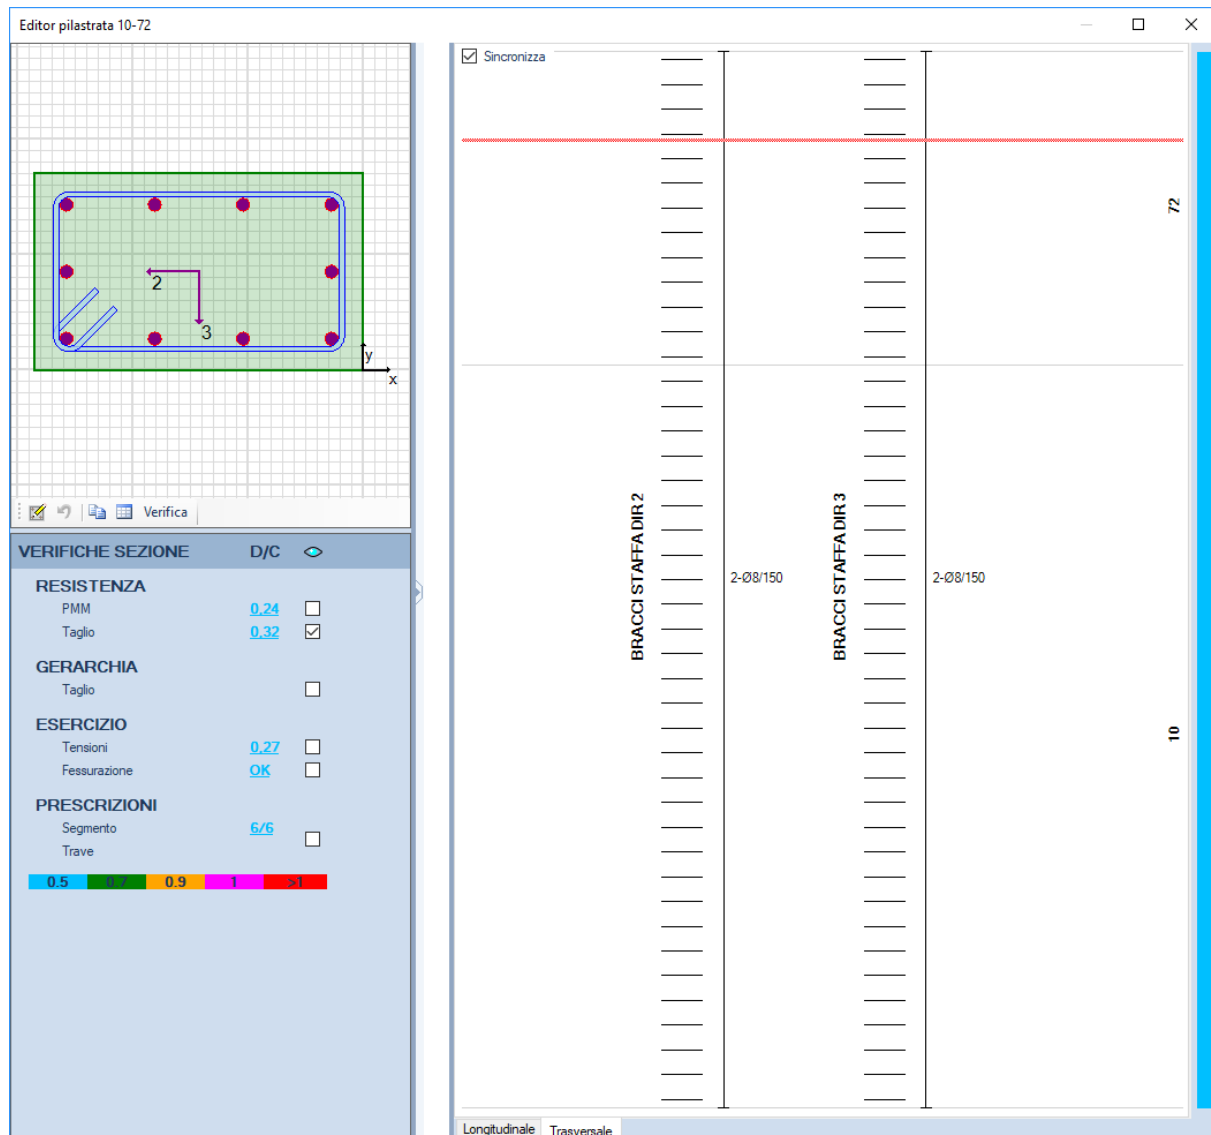 Editor pilastrata 10-72
2
3
y
x
Verifica
VERIFICHE SEZIONE D/C
RESISTENZA
PMM 0,24
Taglio 0,32
GERARCHIA
Taglio
ESERCIZIO
Tensioni 0,27
Fessurazione OK
PRESCRIZIONI
Segmento 6/6
Trave
0.5 0.7 0.9 1 >1
Sincronizza
BRACCI STAFFA DIR 2
2-Ø8/150
BRACCI STAFFA DIR 3
2-Ø8/150
72
10
Longitudinale Trasversale